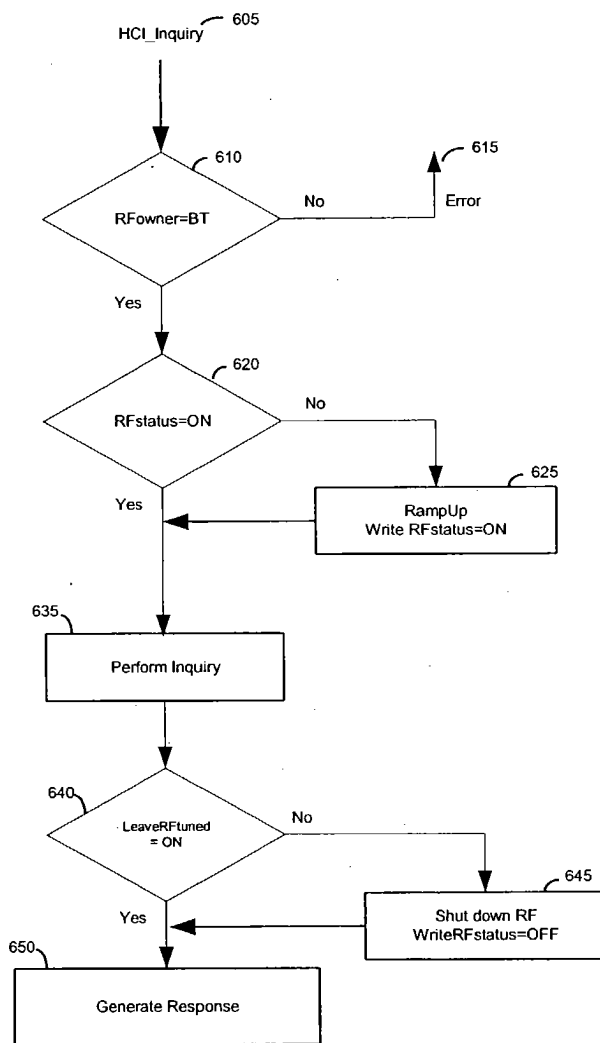 605
HCI_Inquiry
610
615
RFowner=BT
No
Error
Yes
620
RFstatus=ON
No
625
Yes
RampUp
Write RFstatus=ON
635
Perform Inquiry
640
No
LeaveRFtuned
= ON
645
Yes
Shut down RF
WriteRFstatus=OFF
650
Generate Response